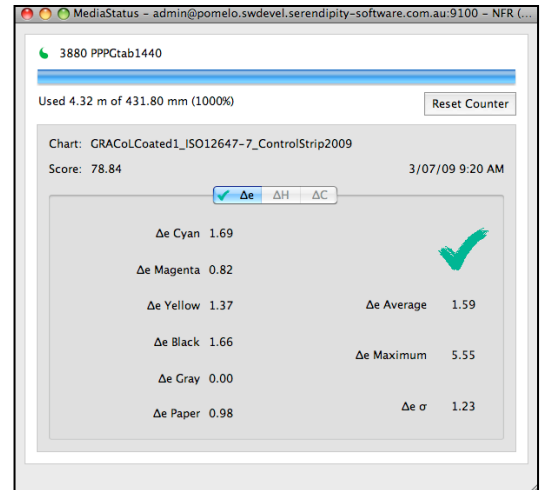 MediaStatus – admin@pomelo.swdevel.serendipity-software.com.au:9100 – NFR (...
3880 PPPGtab1440
Used 4.32 m of 431.80 mm (1000%)
Reset Counter
Chart: GRACoLCoated1_ISO12647-7_ControlStrip2009
Score: 78.84
3/07/09 9:20 AM
Δe ΔH ΔC
Δe Cyan 1.69
Δe Magenta 0.82
Δe Yellow 1.37
Δe Average 1.59
Δe Black 1.66
Δe Maximum 5.55
Δe Gray 0.00
Δe Paper 0.98
Δe σ 1.23